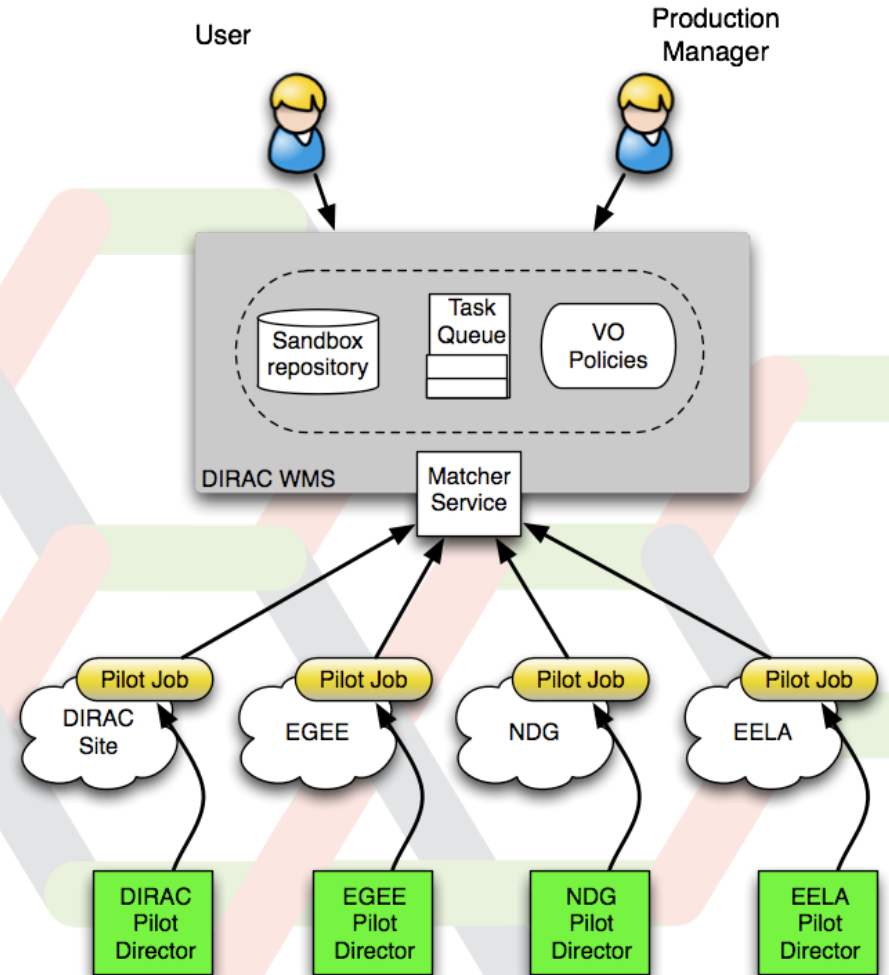 User
Production
Manager
Sandbox
repository
Task
Queue
VO
Policies
DIRAC WMS
Matcher
Service
Pilot Job
Pilot Job
Pilot Job
Pilot Job
DIRAC
Site
EGEE
NDG
EELA
DIRAC
Pilot
Director
EGEE
Pilot
Director
NDG
Pilot
Director
EELA
Pilot
Director